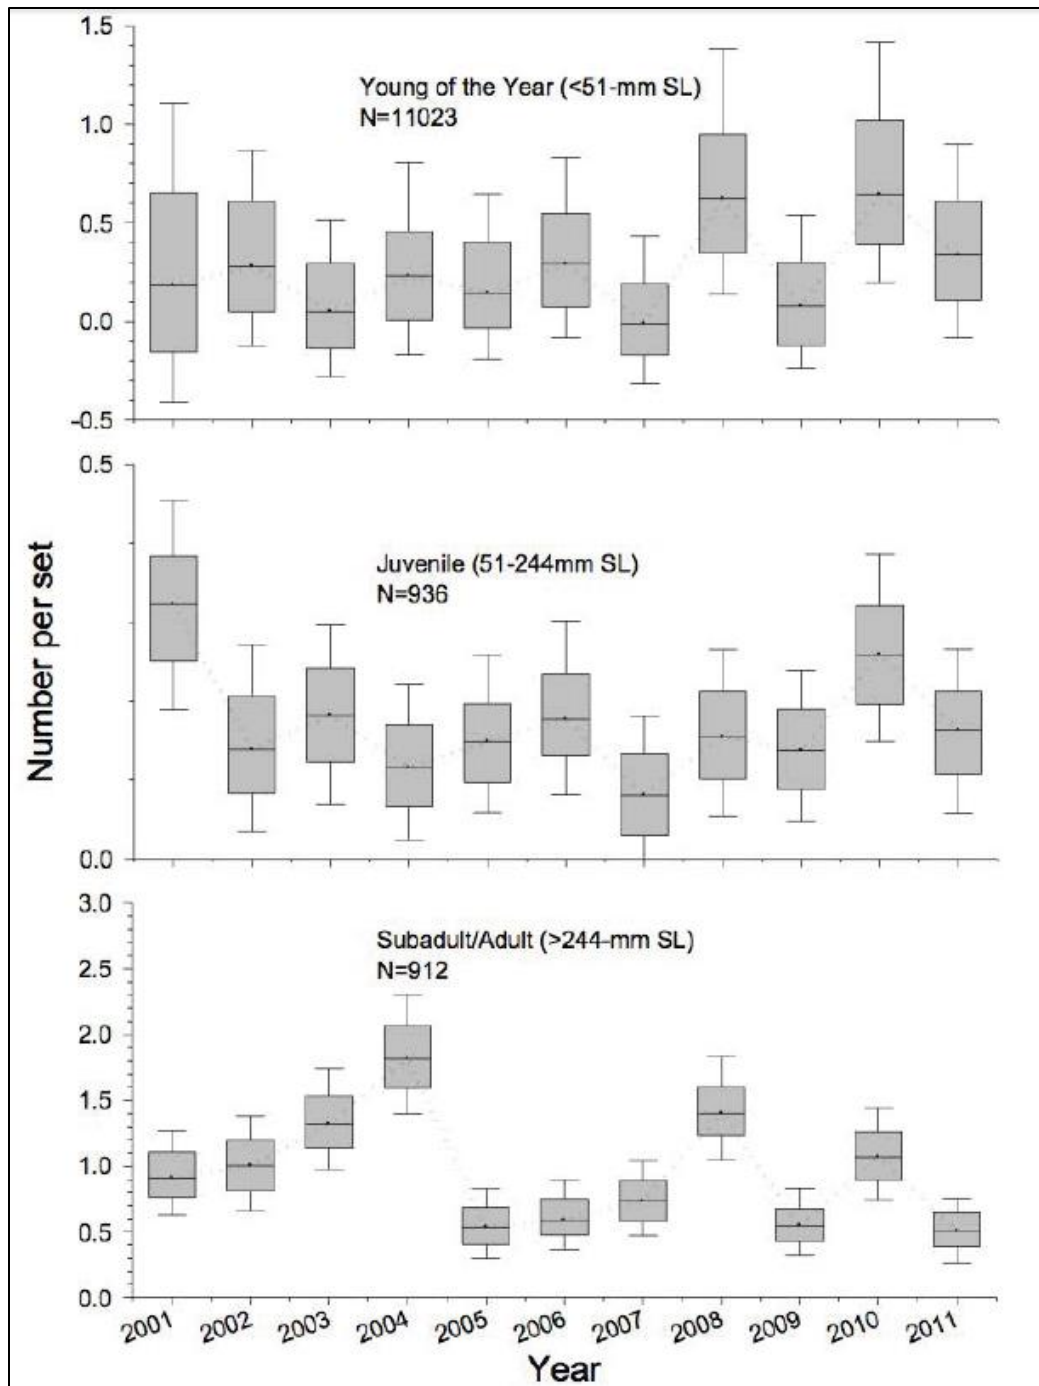 1.5
Young of the Year (<51-mm SL)
N=11023
1.0
0.5
0.0
-0.5
0.5
Juvenile (51-244mm SL)
N=936
0.0
Number per set
3.0
Subadult/Adult (>244-mm SL)
N=912
2.5
2.0
1.5
1.0
0.5
0.0
2001 2002 2003 2004 2005 2006 2007 2008 2009 2010 2011
Year